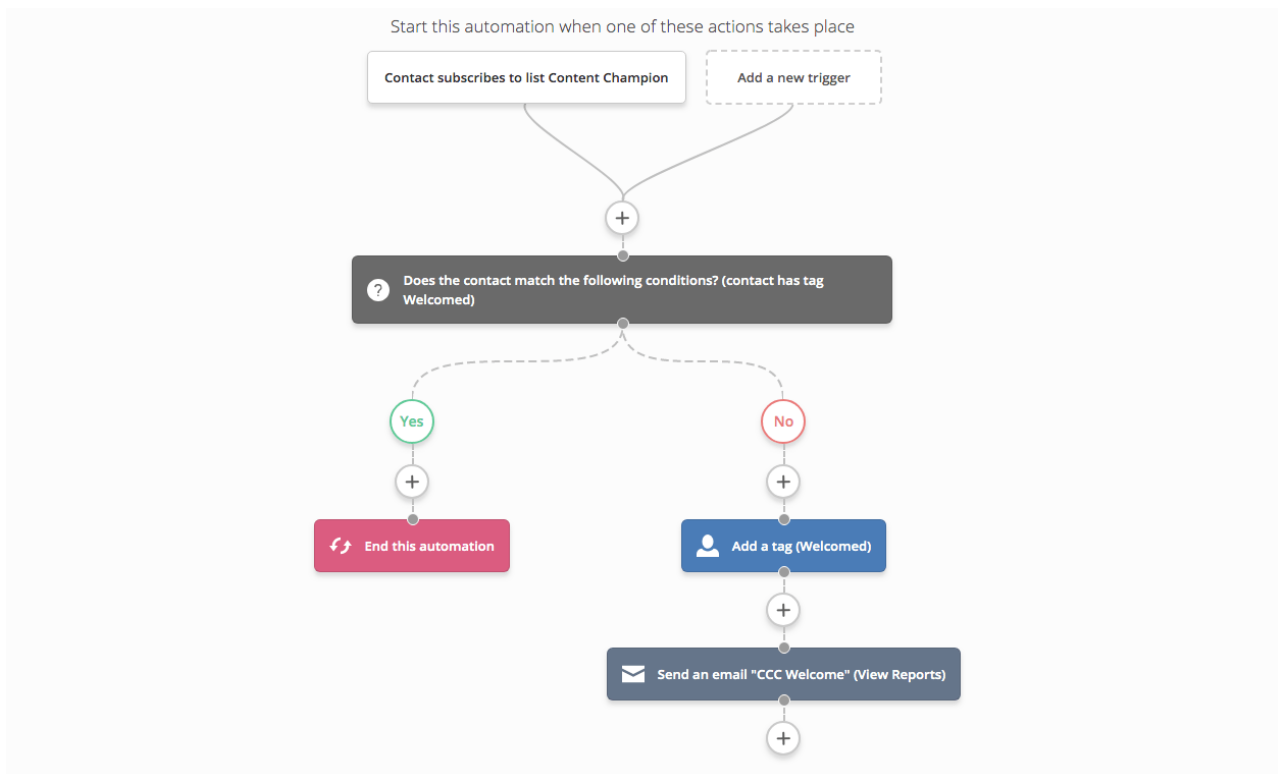 Start this automation when one of these actions takes place
Contact subscribes to list Content Champion
Add a new trigger
Does the contact match the following conditions? (contact has tag
Welcomed)
Yes
No
End this automation
Add a tag (Welcomed)
Send an email "CCC Welcome" (View Reports)